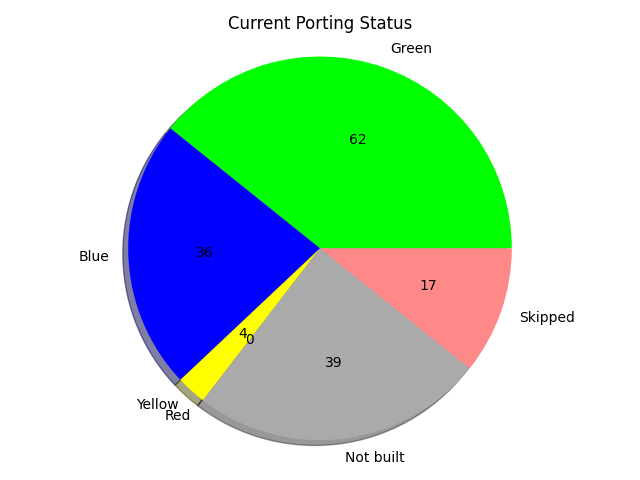 Current Porting Status
Green
62
Blue
36
Yellow
4
Red
0
Not built
39
Skipped
17